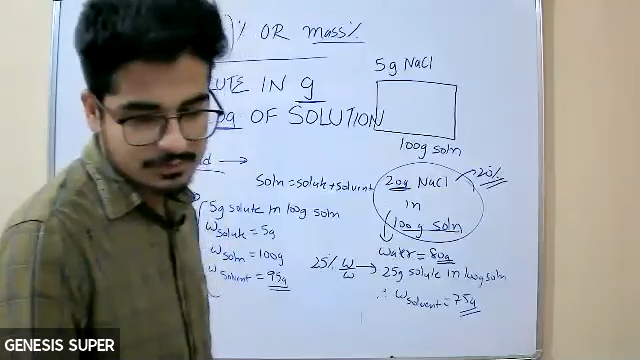 )% OR mass%
LUTE IN g
OF SOLUTION
5g NaCl
100g soln
soln = solute + solvent
5g solute in 100g soln
W solute = 5g
W soln = 100g
W solvent = 95g
20g NaCl
in
100g soln
20%
water = 80g
25% W/W → 25g solute in 100g soln
∴ W solvent = 75g
GENESIS SUPER